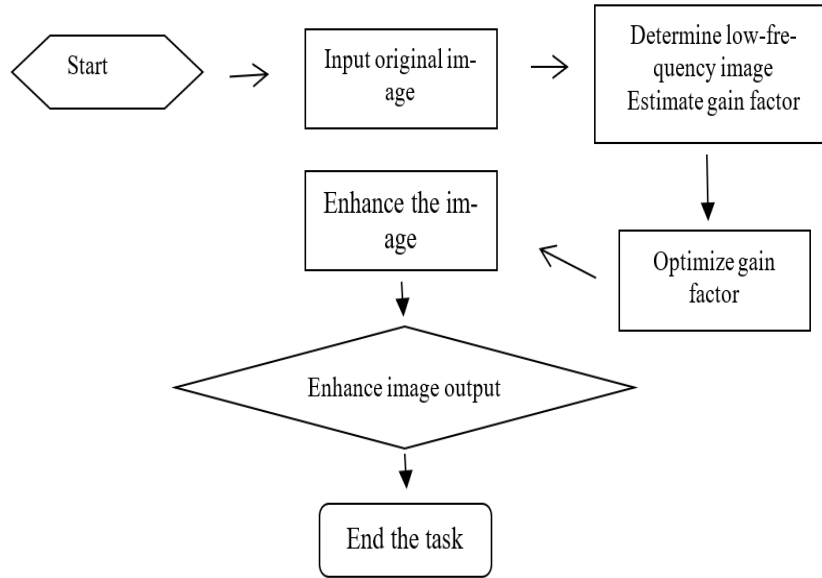 Start
Input original im-
age
Determine low-fre-
quency image
Estimate gain factor
Optimize gain
factor
Enhance the im-
age
Enhance image output
End the task